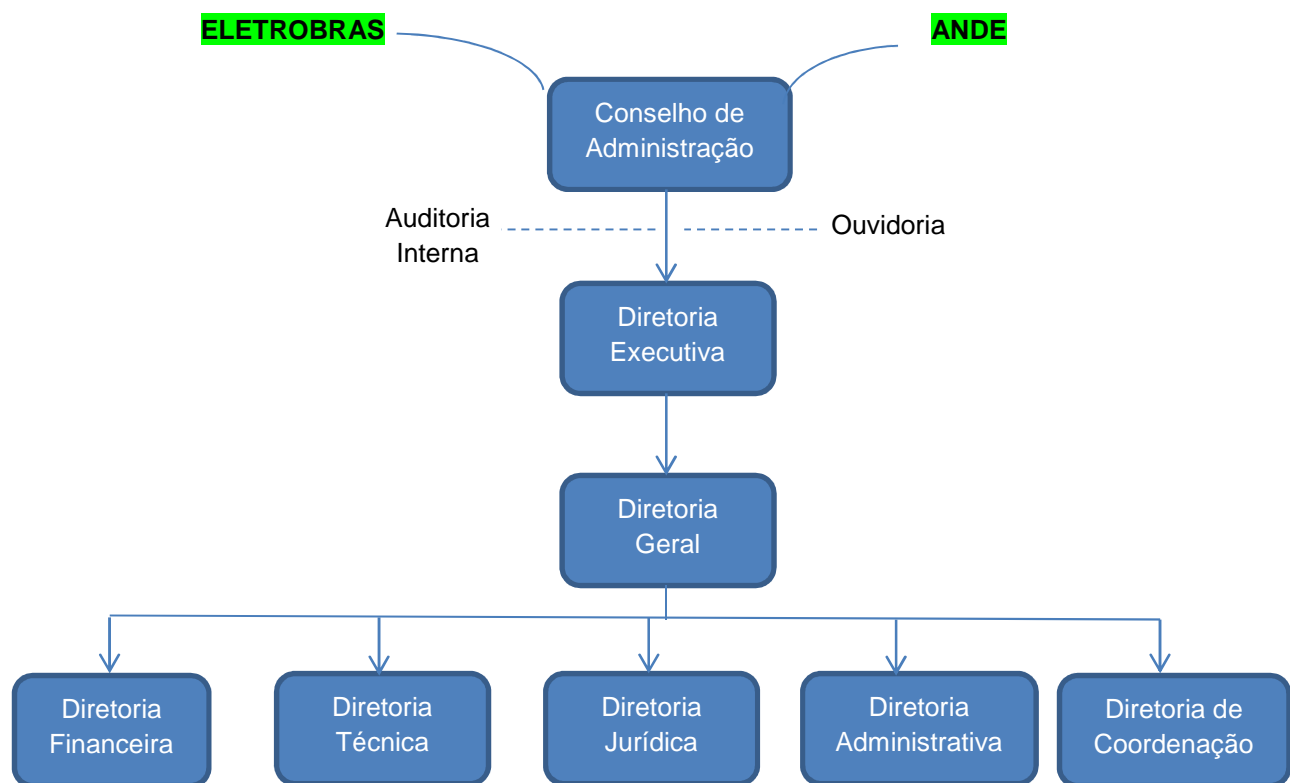 ELETROBRAS
ANDE
Conselho de
Administração
Auditoria
Interna
Ouvidoria
Diretoria
Executiva
Diretoria
Geral
Diretoria
Financeira
Diretoria
Técnica
Diretoria
Jurídica
Diretoria
Administrativa
Diretoria de
Coordenação